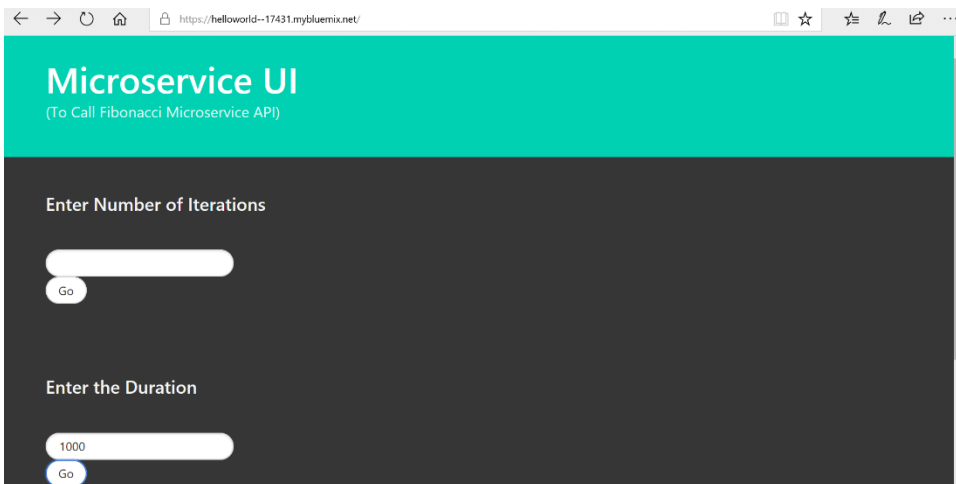 https://helloworld--17431.mybluemix.net/
Microservice UI
(To Call Fibonacci Microservice API)
Enter Number of Iterations
Go
Enter the Duration
1000
Go